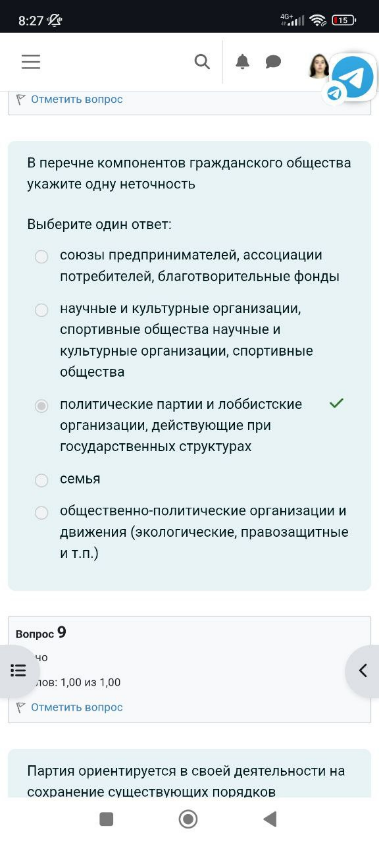 8:27
4G+
15
Отметить вопрос
В перечне компонентов гражданского общества
укажите одну неточность
Выберите один ответ:
союзы предпринимателей, ассоциации
потребителей, благотворительные фонды
научные и культурные организации,
спортивные общества научные и
культурные организации, спортивные
общества
политические партии и лоббистские
организации, действующие при
государственных структурах
семья
общественно-политические организации и
движения (экологические, правозащитные
и т.п.)
Вопрос 9
но
лов: 1,00 из 1,00
Отметить вопрос
Партия ориентируется в своей деятельности на
сохранение существующих порядков